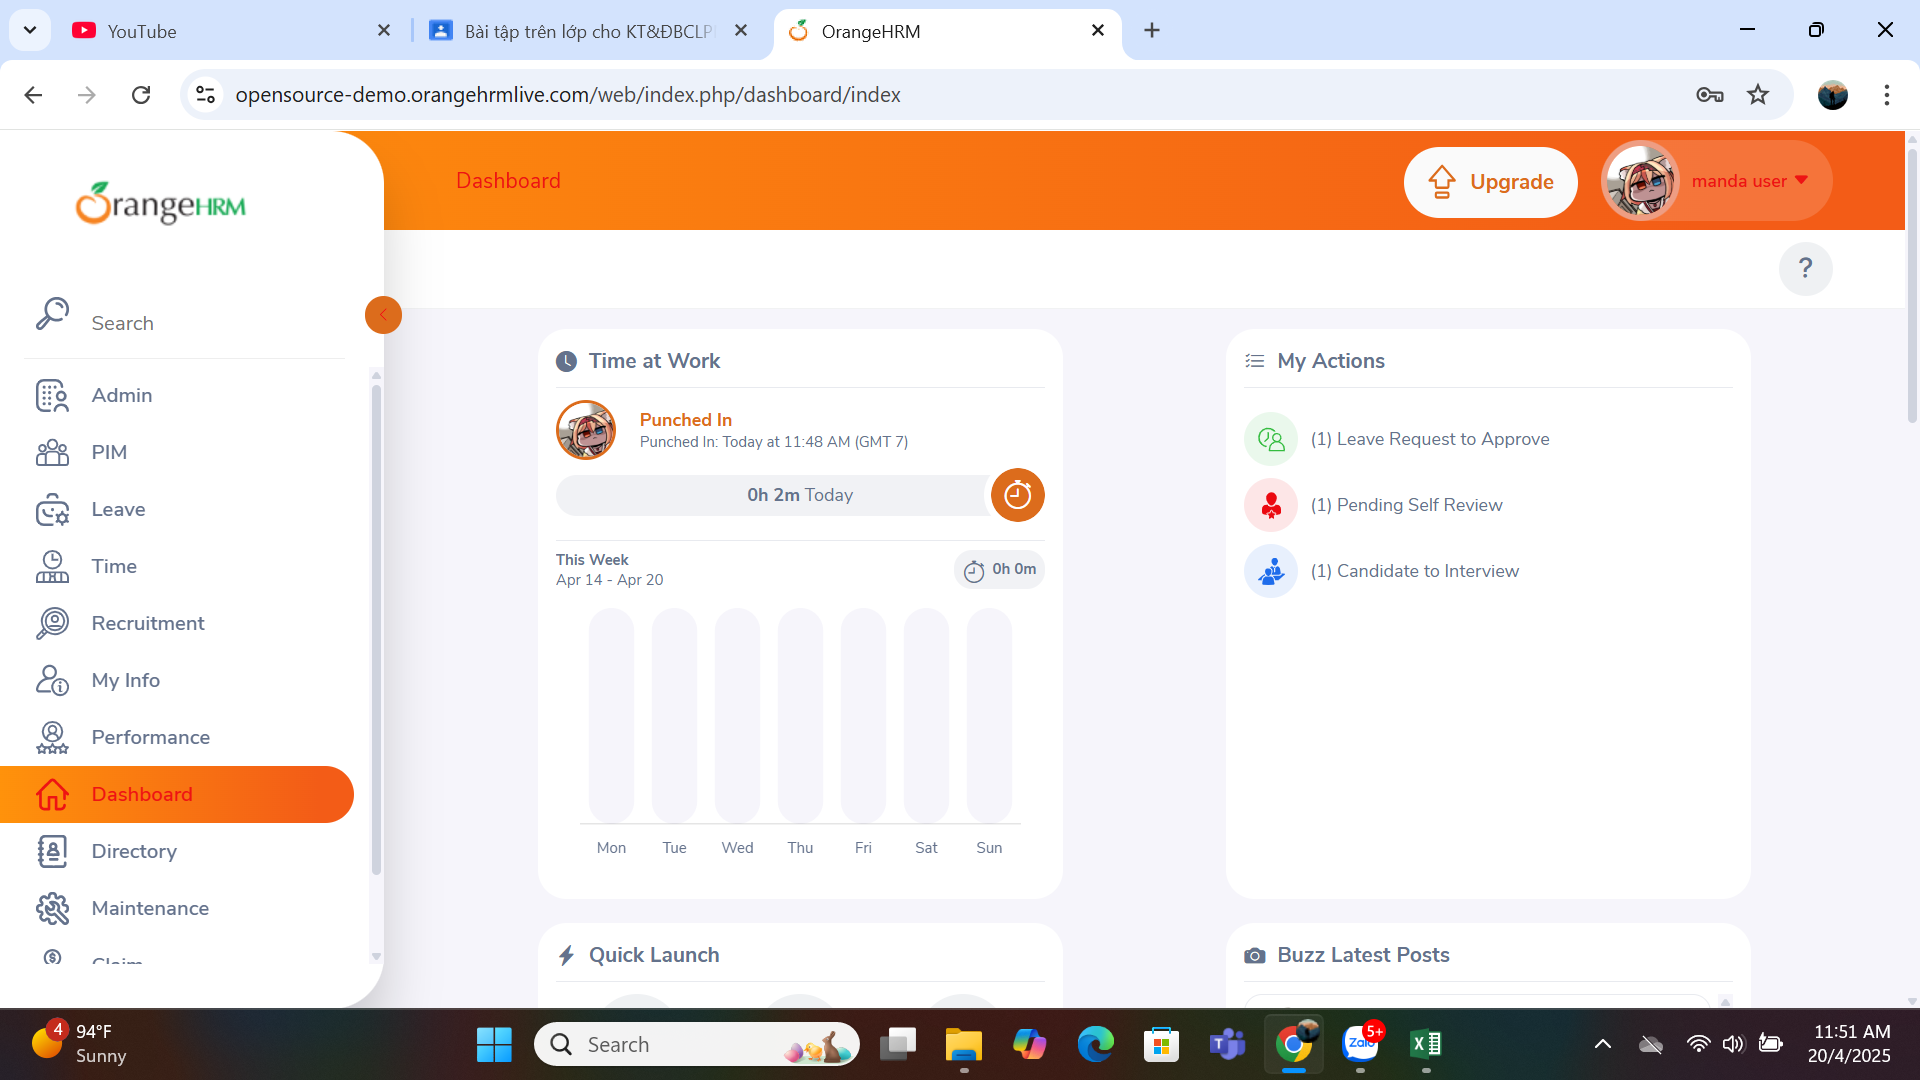 YouTube
Bài tập trên lớp cho KT&ĐBCLP
OrangeHRM
opensource-demo.orangehrmlive.com/web/index.php/dashboard/index
OrangeHRM
Dashboard
Upgrade
manda user
?
Search
Admin
PIM
Leave
Time
Recruitment
My Info
Performance
Dashboard
Directory
Maintenance
Claim
Time at Work
Punched In
Punched In: Today at 11:48 AM (GMT 7)
0h 2m Today
This Week
Apr 14 - Apr 20
0h 0m
Mon Tue Wed Thu Fri Sat Sun
My Actions
(1) Leave Request to Approve
(1) Pending Self Review
(1) Candidate to Interview
Quick Launch
Buzz Latest Posts
4
94°F
Sunny
Search
Zalo
5+
11:51 AM
20/4/2025